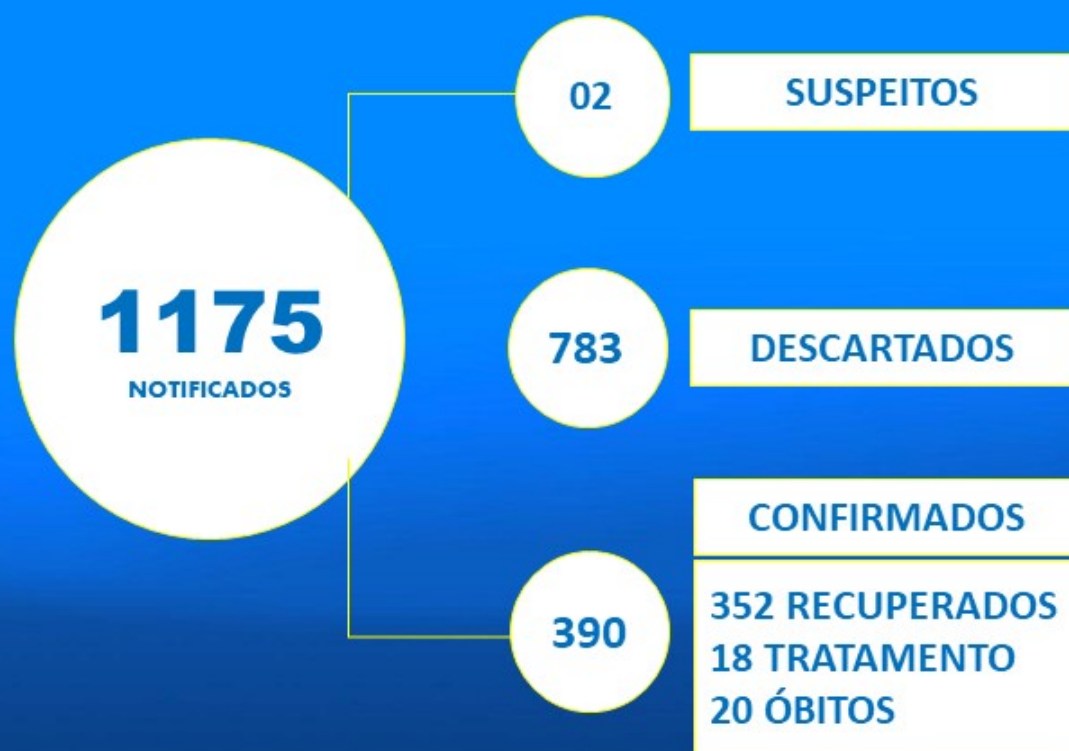 1175
NOTIFICADOS
02
SUSPEITOS
783
DESCARTADOS
390
CONFIRMADOS
352 RECUPERADOS
18 TRATAMENTO
20 ÓBITOS